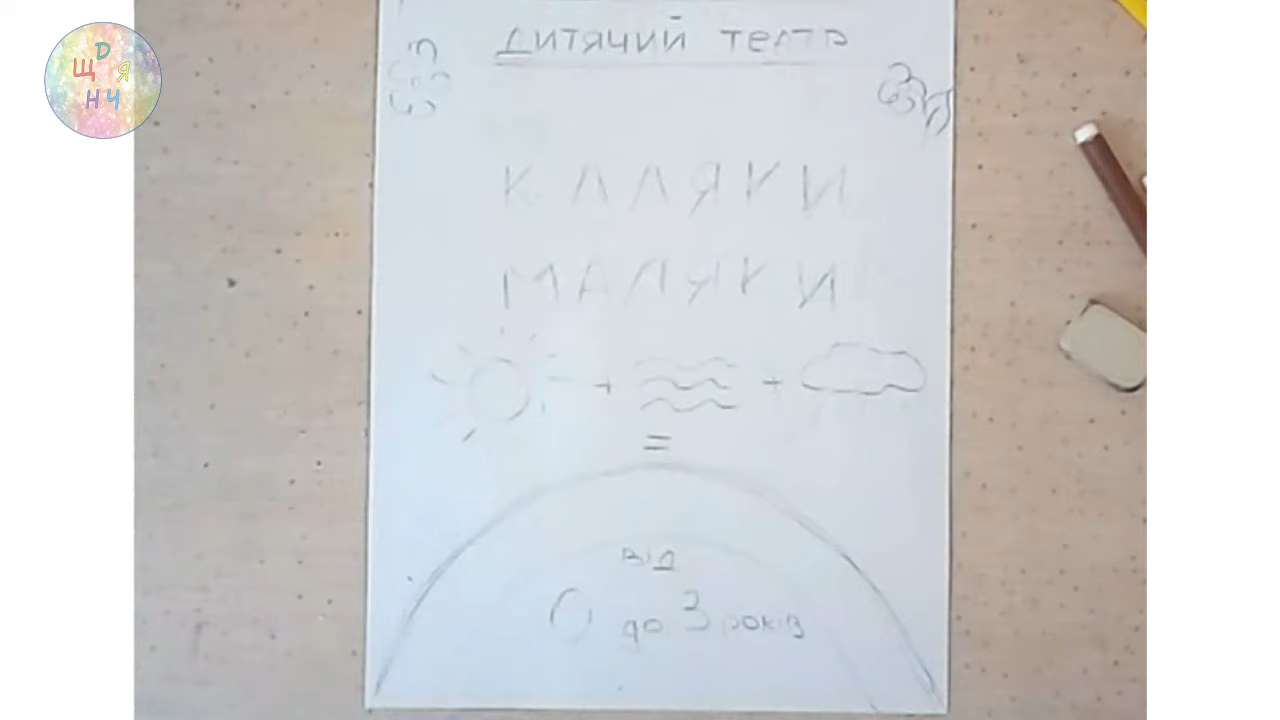 D
Щ Я
Н Ч
ДИТЯЧИЙ ТЕАТР
КАЛЯКИ
МАЛЯКИ
+ +
=
від
0 до 3 років